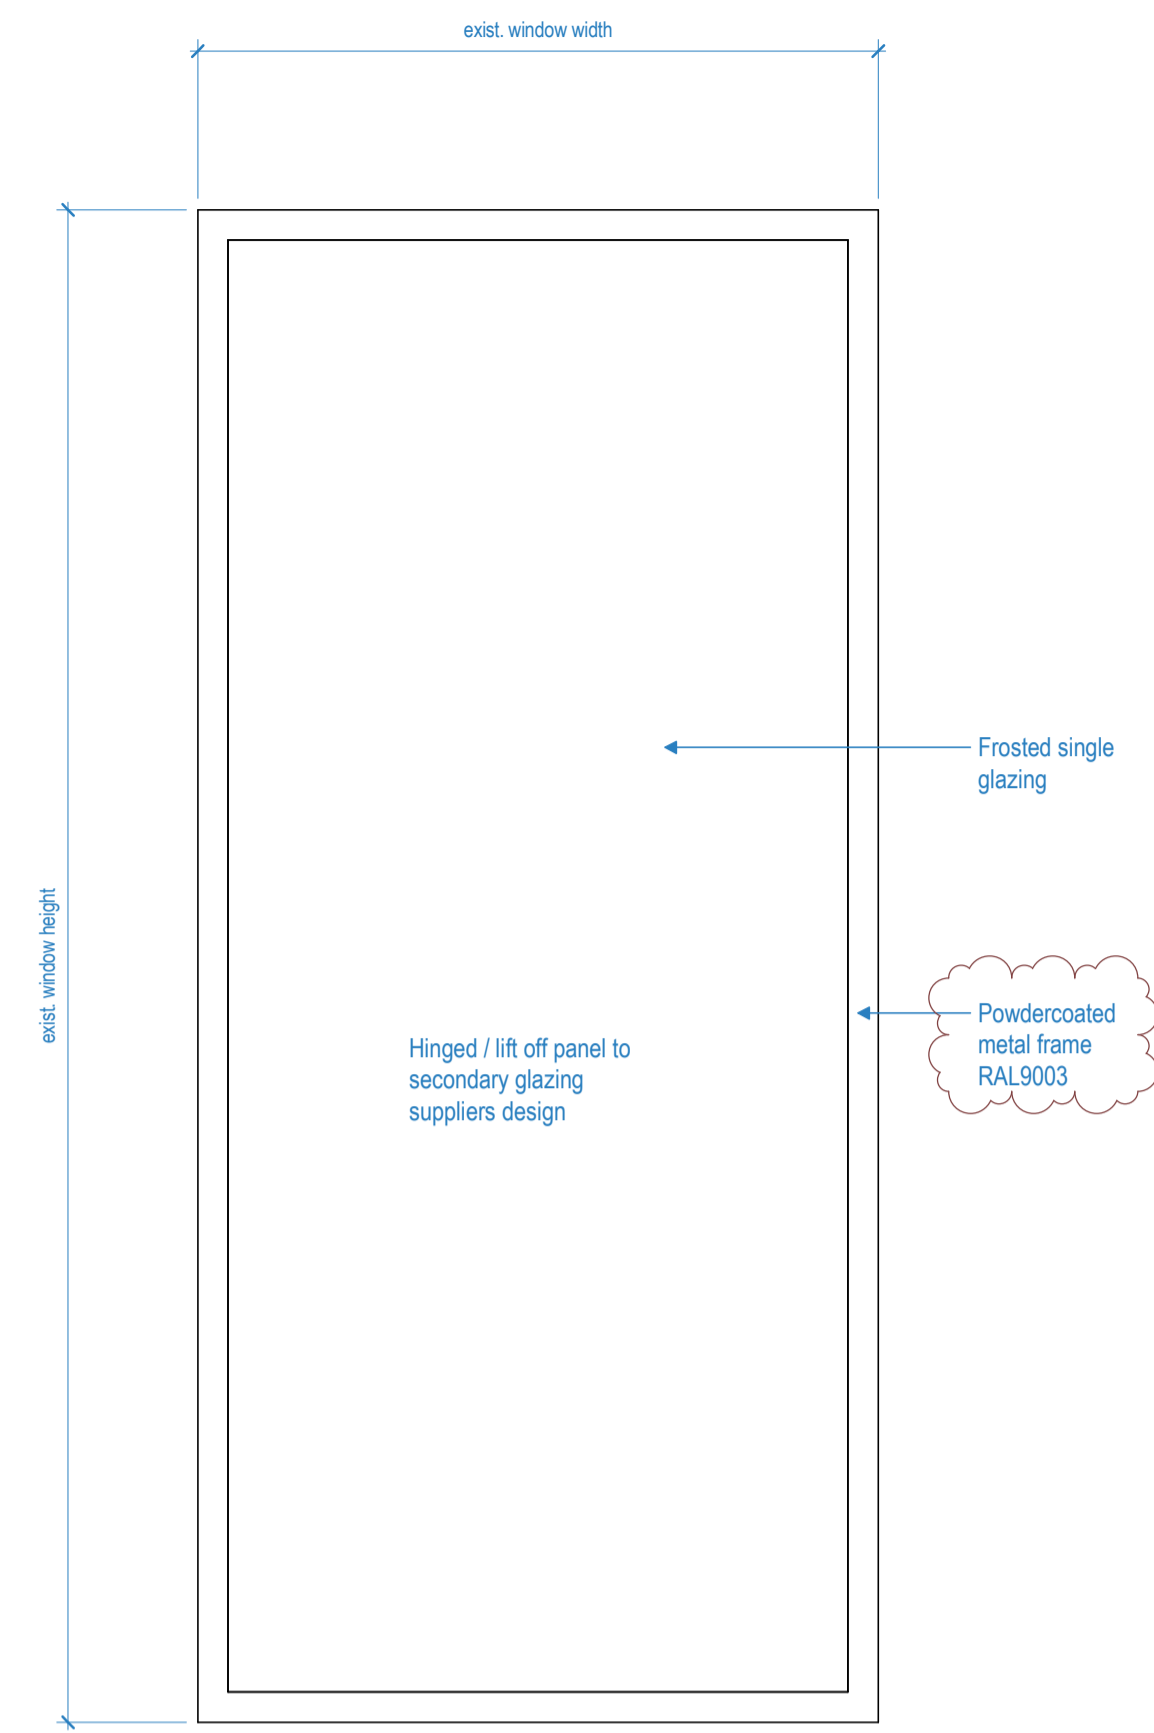 exist. window width
Frosted single
glazing
exist. window height
Powdercoated
metal frame
RAL9003
Hinged / lift off panel to
secondary glazing
suppliers design